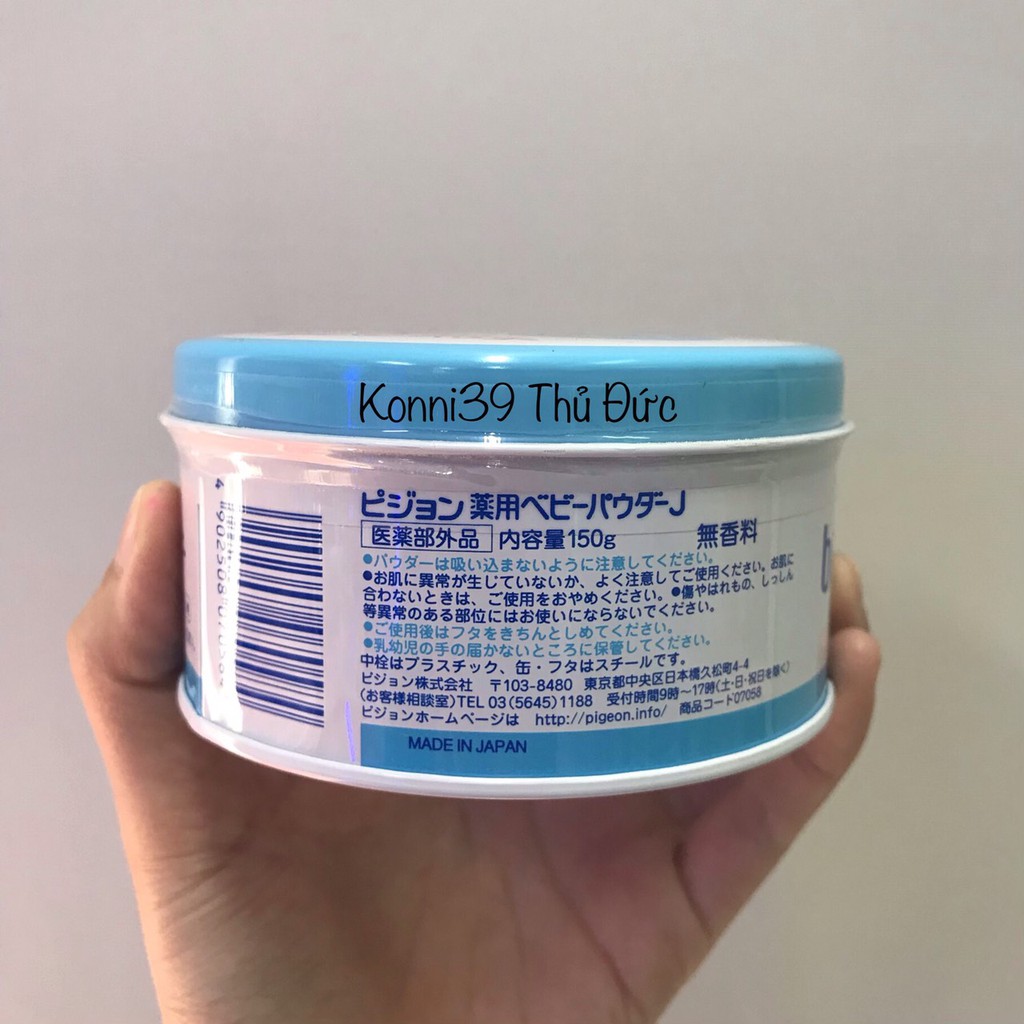 Konni39 Thủ Đức
ピジョン 薬用ベビーパウダーJ
医薬部外品 内容量150g 無香料
●パウダーは吸い込まないように注意してください。
●お肌に異常が生じていないか、よく注意してご使用ください。お肌に
合わないときは、ご使用をおやめください。●傷やはれもの、しっしん
等異常のある部位にはお使いにならないでください。
●ご使用後はフタをきちんとしめてください。
●乳幼児の手の届かないところに保管してください。
中栓はプラスチック、缶・フタはスチールです。
ピジョン株式会社 〒103-8480 東京都中央区日本橋久松町4-4
(お客様相談室)TEL 03(5645)1188 受付時間9時〜17時(土・日・祝日を除く)
ピジョンホームページは http://pigeon.info/ 商品コード07058
MADE IN JAPAN